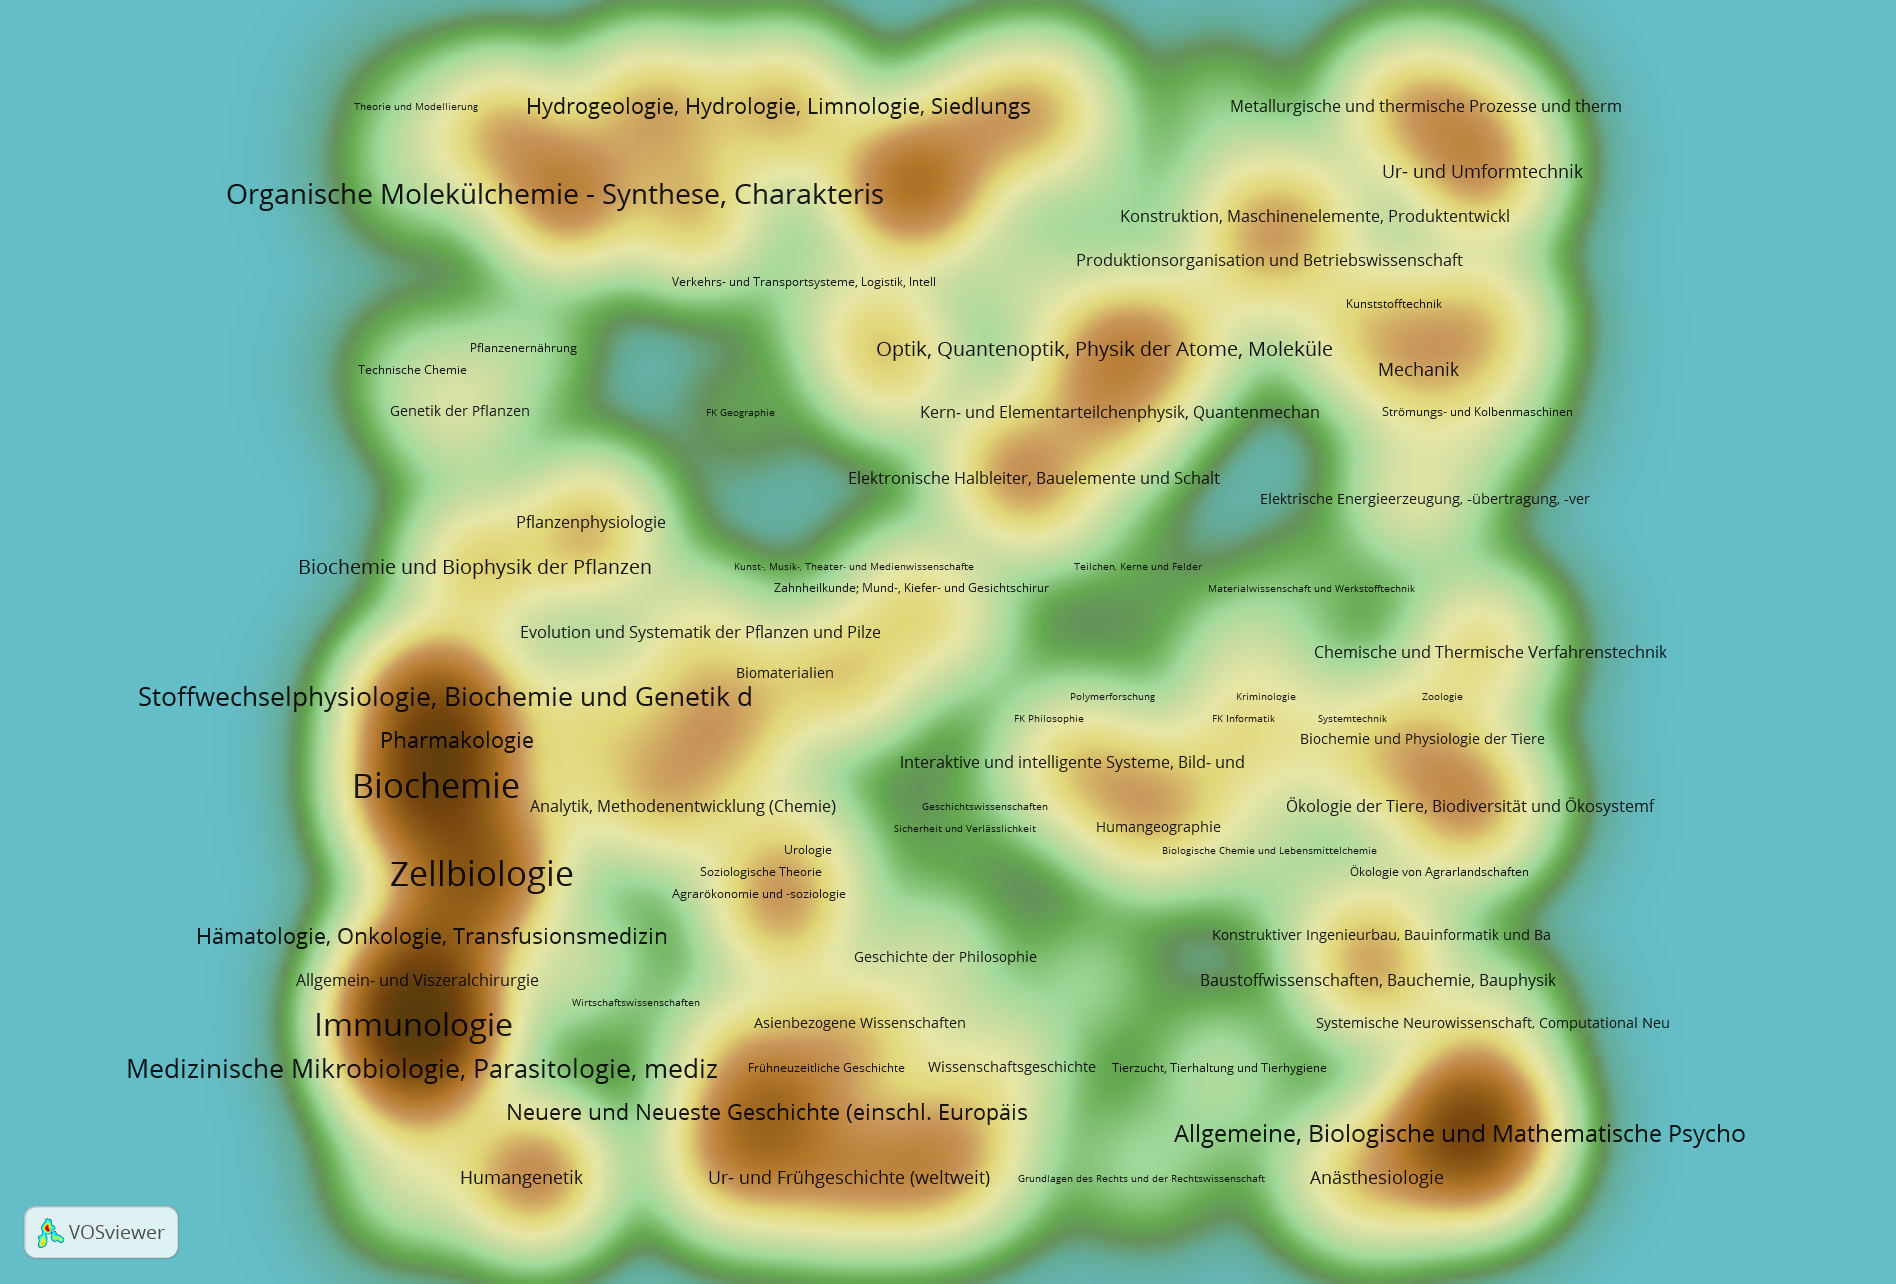 Theorie und Modellierung
Hydrogeologie, Hydrologie, Limnologie, Siedlungs
Metallurgische und thermische Prozesse und therm
Ur- und Umformtechnik
Organische Molekülchemie - Synthese, Charakteris
Konstruktion, Maschinenelemente, Produktentwickl
Produktionsorganisation und Betriebswissenschaft
Verkehrs- und Transportsysteme, Logistik, Intell
Kunststofftechnik
Pflanzenernährung
Optik, Quantenoptik, Physik der Atome, Moleküle
Technische Chemie
Mechanik
Genetik der Pflanzen
FK Geographie
Kern- und Elementarteilchenphysik, Quantenmechan
Strömungs- und Kolbenmaschinen
Elektronische Halbleiter, Bauelemente und Schalt
Elektrische Energieerzeugung, -übertragung, -ver
Pflanzenphysiologie
Biochemie und Biophysik der Pflanzen
Kunst-, Musik-, Theater- und Medienwissenschafte
Teilchen, Kerne und Felder
Zahnheilkunde; Mund-, Kiefer- und Gesichtschirur
Materialwissenschaft und Werkstofftechnik
Evolution und Systematik der Pflanzen und Pilze
Chemische und Thermische Verfahrenstechnik
Biomaterialien
Stoffwechselphysiologie, Biochemie und Genetik d
Polymerforschung
Kriminologie
Zoologie
FK Philosophie
FK Informatik
Systemtechnik
Pharmakologie
Biochemie und Physiologie der Tiere
Interaktive und intelligente Systeme, Bild- und
Biochemie
Analytik, Methodenentwicklung (Chemie)
Geschichtswissenschaften
Ökologie der Tiere, Biodiversität und Ökosystemf
Sicherheit und Verlässlichkeit
Humangeographie
Urologie
Biologische Chemie und Lebensmittelchemie
Zellbiologie
Soziologische Theorie
Ökologie von Agrarlandschaften
Agrarökonomie und -soziologie
Hämatologie, Onkologie, Transfusionsmedizin
Konstruktiver Ingenieurbau, Bauinformatik und Ba
Geschichte der Philosophie
Allgemein- und Viszeralchirurgie
Baustoffwissenschaften, Bauchemie, Bauphysik
Wirtschaftswissenschaften
Immunologie
Asienbezogene Wissenschaften
Systemische Neurowissenschaft, Computational Neu
Medizinische Mikrobiologie, Parasitologie, mediz
Frühneuzeitliche Geschichte
Wissenschaftsgeschichte
Tierzucht, Tierhaltung und Tierhygiene
Neuere und Neueste Geschichte (einschl. Europäis
Allgemeine, Biologische und Mathematische Psycho
Humangenetik
Ur- und Frühgeschichte (weltweit)
Grundlagen des Rechts und der Rechtswissenschaft
Anästhesiologie
VOSviewer